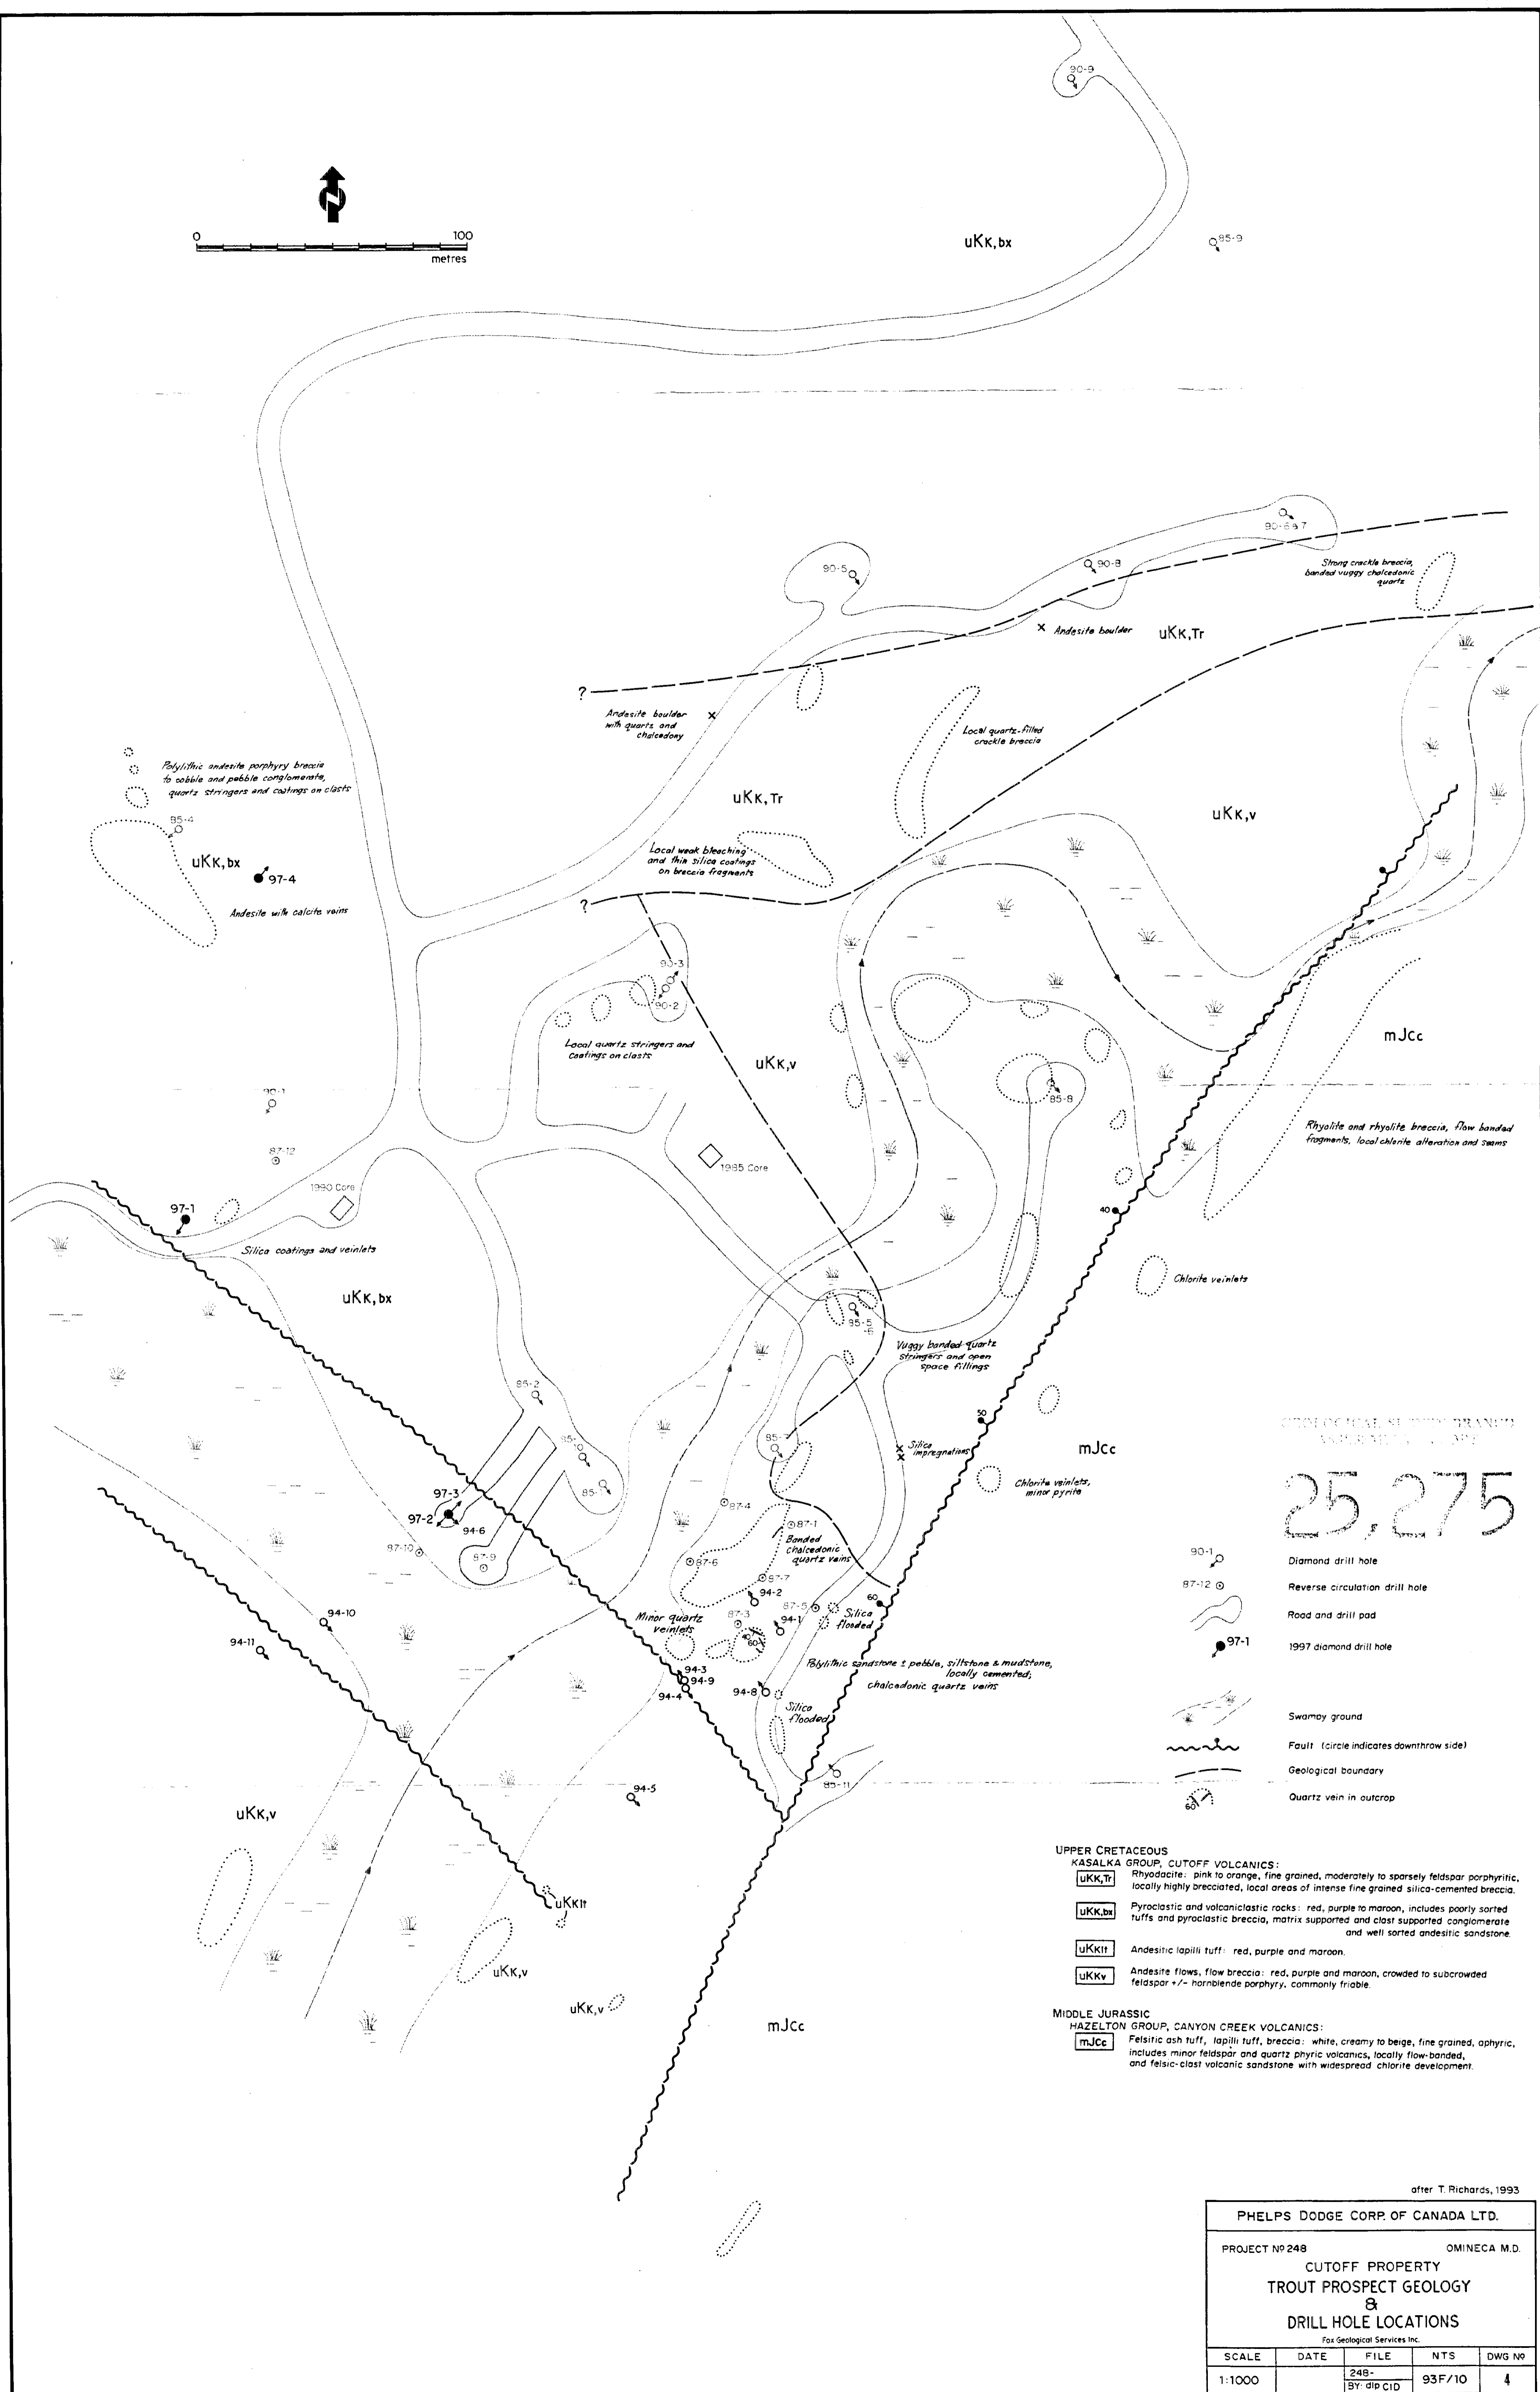 90-9
N
0 100
metres
uKK,bx
85-9
90-6&7
90-5
90-8
Strong crackle breccia,
banded vuggy chalcedonic
quartz
Andesite boulder
uKK,Tr
?
Andesite boulder
with quartz and
chalcedony
Local quartz-filled
crackle breccia
Polylithic andesite porphyry breccia
to cobble and pebble conglomerate,
quartz stringers and coatings on clasts
uKK,Tr
uKK,v
85-4
uKK,bx
97-4
Local weak bleaching
and thin silica coatings
on breccia fragments
Andesite with calcite veins
?
90-3
90-2
Local quartz stringers and
coatings on clasts
uKK,v
mJCc
90-1
85-8
Rhyolite and rhyolite breccia, flow banded
fragments, local chlorite alteration and seams
87-12
1985 Core
1990 Core
97-1
40
Silica coatings and veinlets
Chlorite veinlets
uKK,bx
85-5
-6
Vuggy banded quartz
stringers and open
space fillings
85-2
50
85-
10
85-7
Silica
impregnations
mJCc
Chlorite veinlets,
minor pyrite
GEOLOGICAL SURVEY BRANCH
25,275
97-3
85-
97-2
94-6
87-4
87-1
Banded
chalcedonic
quartz veins
87-10
87-9
87-6
87-7
94-2
60
94-10
Minor quartz
veinlets
87-3
87-5
94-1
Silica
flooded
60
94-11
94-3
94-9
94-4
94-8
Polylithic sandstone ± pebble, siltstone & mudstone,
locally cemented;
chalcedonic quartz veins
Silica
flooded
85-11
94-5
uKK,v
uKKlt
uKK,v
uKK,v
mJCc
90-1
Diamond drill hole
87-12
Reverse circulation drill hole
Road and drill pad
97-1
1997 diamond drill hole
Swampy ground
Fault (circle indicates downthrow side)
Geological boundary
60
Quartz vein in outcrop
UPPER CRETACEOUS
KASALKA GROUP, CUTOFF VOLCANICS:
uKK,Tr Rhyodacite: pink to orange, fine grained, moderately to sparsely feldspar porphyritic,
locally highly brecciated, local areas of intense fine grained silica-cemented breccia.
uKK,bx Pyroclastic and volcaniclastic rocks: red, purple to maroon, includes poorly sorted
tuffs and pyroclastic breccia, matrix supported and clast supported conglomerate
and well sorted andesitic sandstone.
uKKlt Andesitic lapilli tuff: red, purple and maroon.
uKKv Andesite flows, flow breccia: red, purple and maroon, crowded to subcrowded
feldspar +/- hornblende porphyry, commonly friable.
MIDDLE JURASSIC
HAZELTON GROUP, CANYON CREEK VOLCANICS:
mJCc Felsitic ash tuff, lapilli tuff, breccia: white, creamy to beige, fine grained, aphyric,
includes minor feldspar and quartz phyric volcanics, locally flow-banded,
and felsic-clast volcanic sandstone with widespread chlorite development.
after T. Richards, 1993
PHELPS DODGE CORP. OF CANADA LTD.
PROJECT Nº 248 OMINECA M.D.
CUTOFF PROPERTY
TROUT PROSPECT GEOLOGY
&
DRILL HOLE LOCATIONS
Fox Geological Services Inc.
SCALE DATE FILE NTS DWG Nº
1:1000 248- 93F/10 4
BY: dlp CID